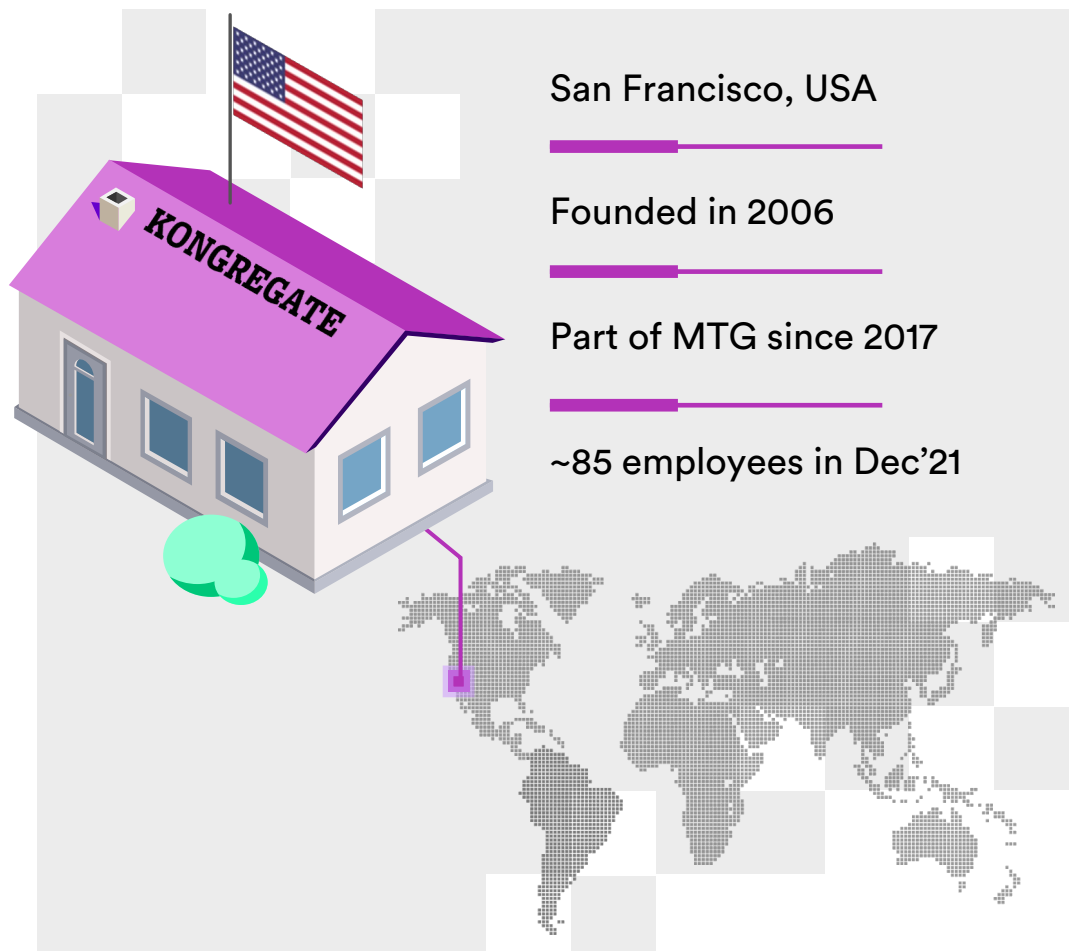 San Francisco, USA
KONGREGATE
Founded in 2006
Part of MTG since 2017
~85 employees in Dec’21